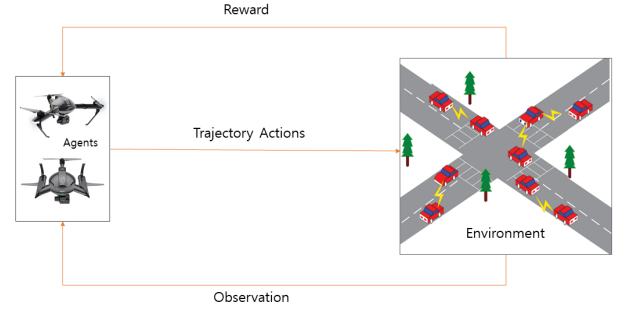 Reward
Agents
Trajectory Actions
Environment
Observation